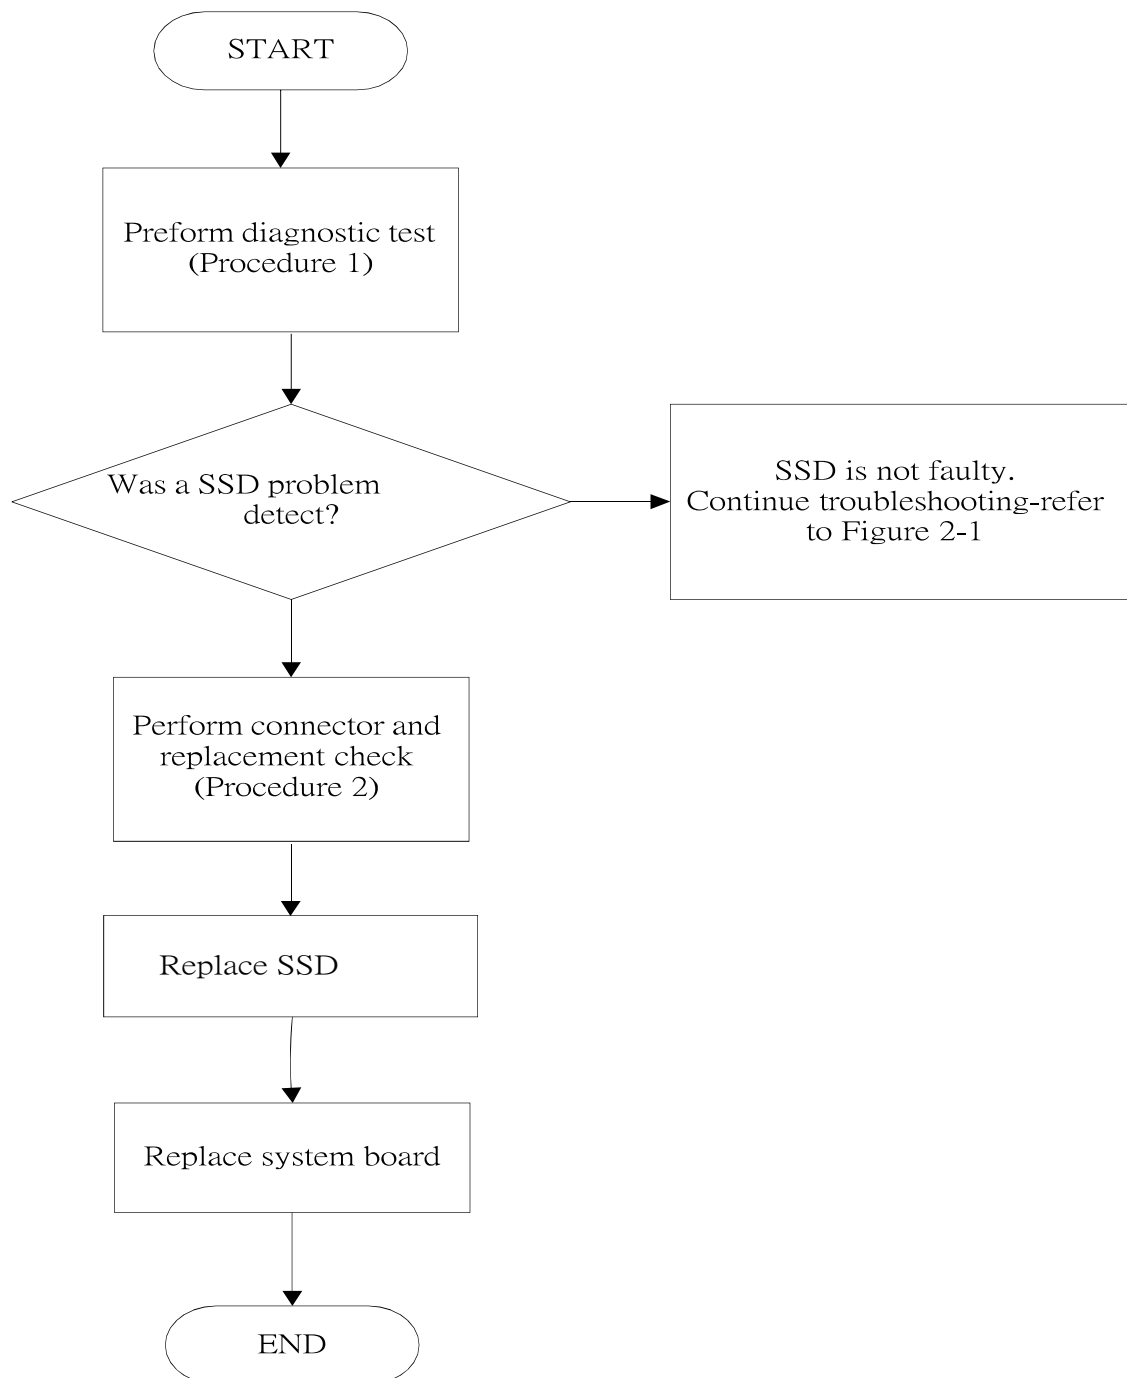 START
Preform diagnostic test
(Procedure 1)
Was a SSD problem
detect?
SSD is not faulty.
Continue troubleshooting-refer
to Figure 2-1
Perform connector and
replacement check
(Procedure 2)
Replace SSD
Replace system board
END